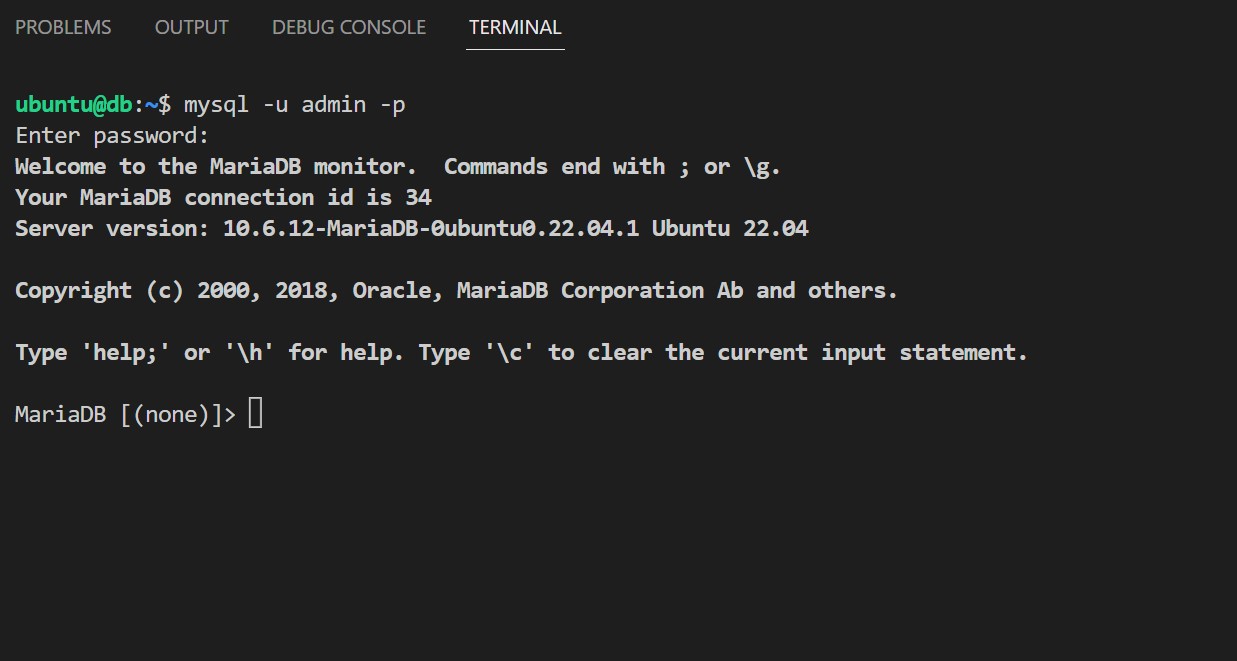 PROBLEMS OUTPUT DEBUG CONSOLE TERMINAL
ubuntu@db:~$ mysql -u admin -p
Enter password:
Welcome to the MariaDB monitor.  Commands end with ; or \g.
Your MariaDB connection id is 34
Server version: 10.6.12-MariaDB-0ubuntu0.22.04.1 Ubuntu 22.04
Copyright (c) 2000, 2018, Oracle, MariaDB Corporation Ab and others.
Type 'help;' or '\h' for help. Type '\c' to clear the current input statement.
MariaDB [(none)]>